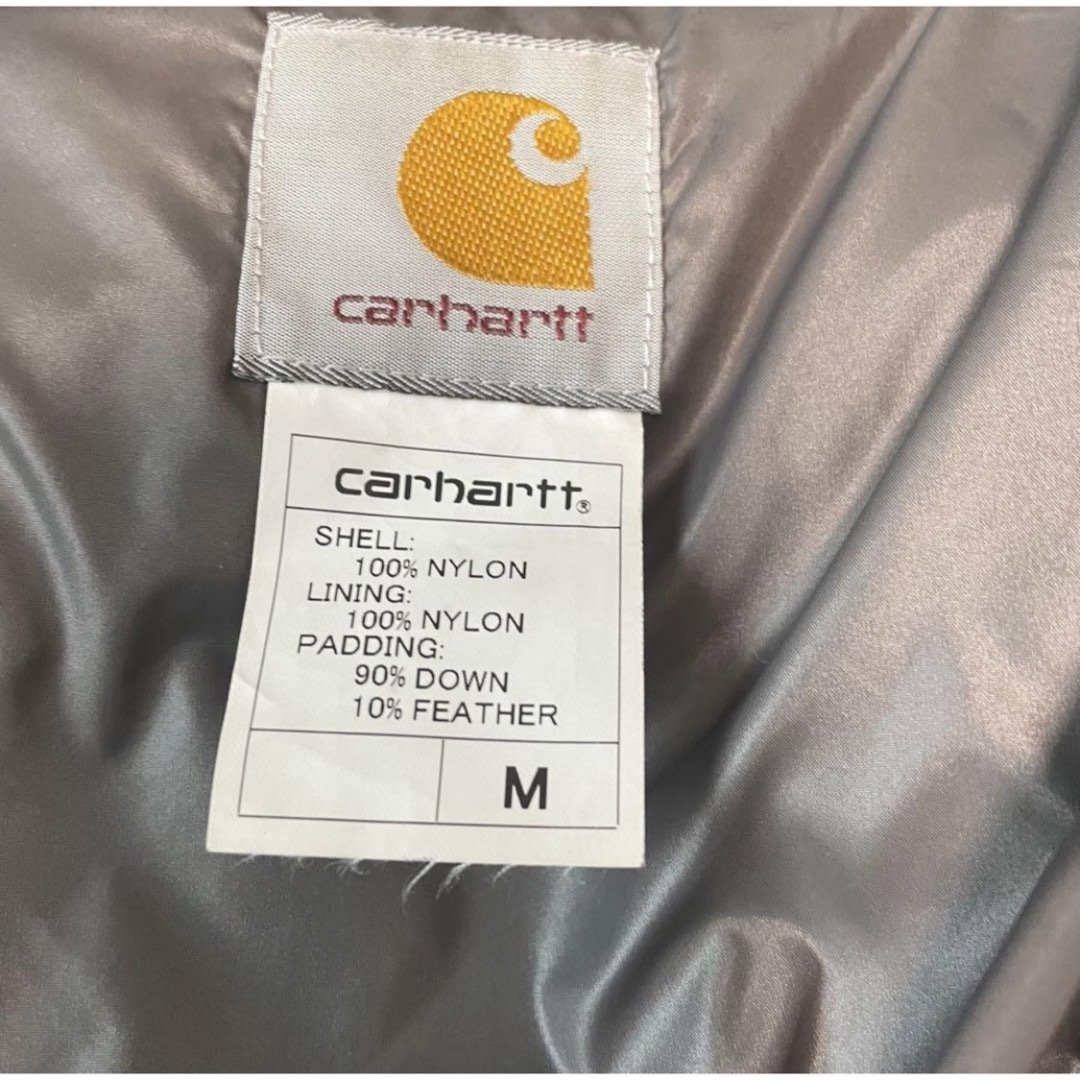 carhartt
carhartt®
SHELL:
100% NYLON
LINING:
100% NYLON
PADDING:
90% DOWN
10% FEATHER
M